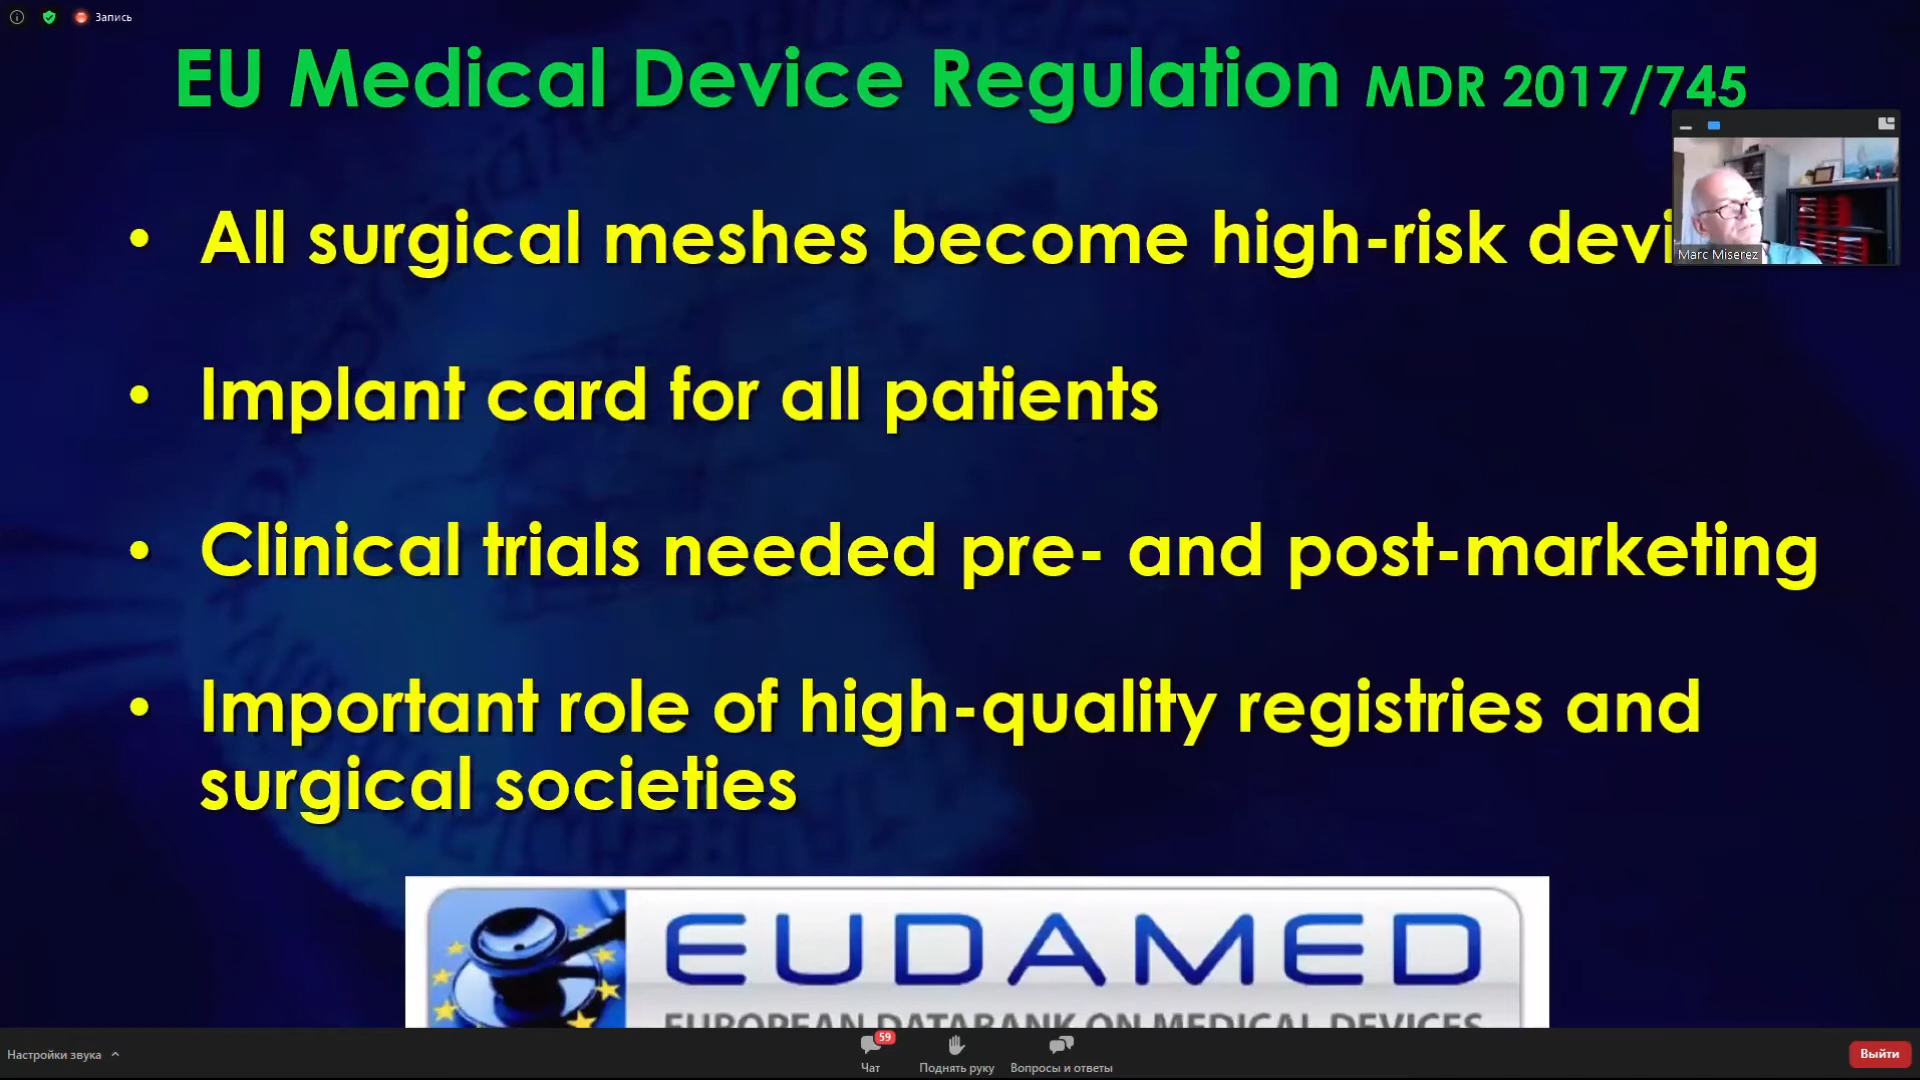 Запись
EU Medical Device Regulation MDR 2017/745
• All surgical meshes become high-risk devi
Marc Miserez
• Implant card for all patients
• Clinical trials needed pre- and post-marketing
• Important role of high-quality registries and
surgical societies
EUDAMED
EUROPEAN DATABANK ON MEDICAL DEVICES
Настройки звука
59
Чат
Поднять руку
Вопросы и ответы
Выйти